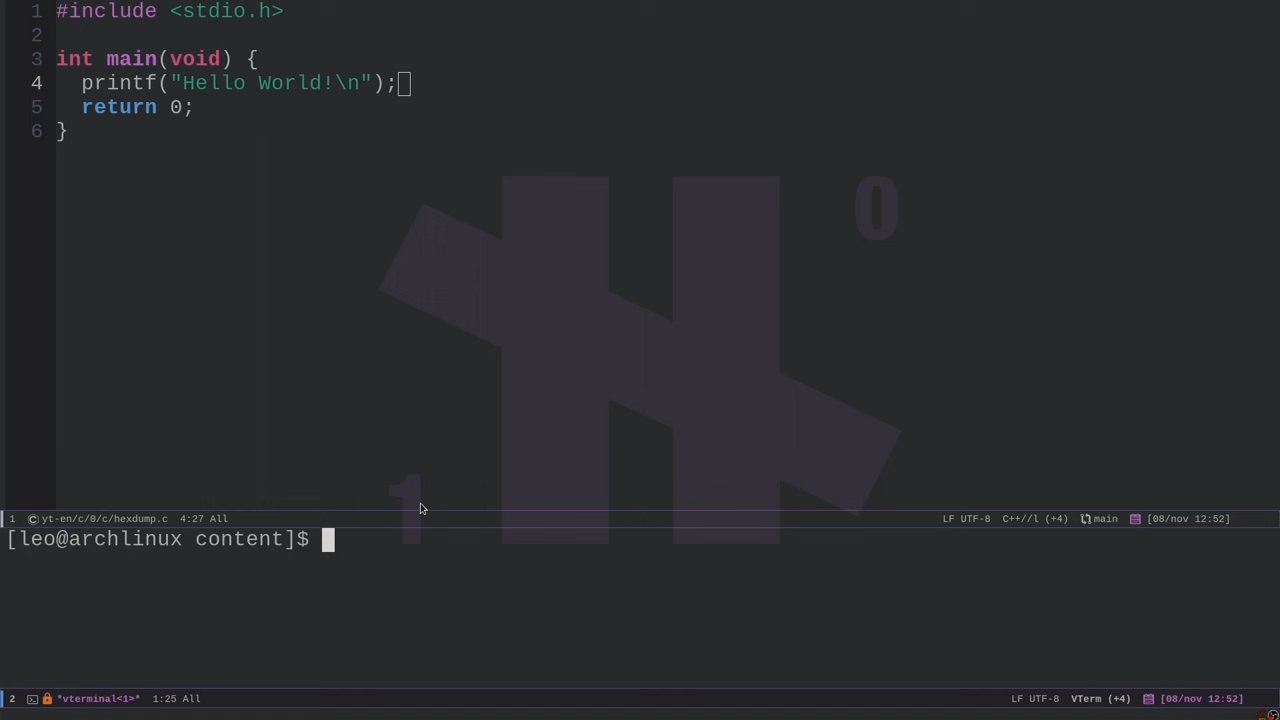 1 #include <stdio.h>
2
3 int main(void) {
4   printf("Hello World!\n");
5   return 0;
6 }
0
1
1 © yt-en/c/0/c/hexdump.c 4:27 All LF UTF-8 C++//l (+4) main [08/nov 12:52]
[leo@archlinux content]$
2 *vterminal<1>* 1:25 All LF UTF-8 VTerm (+4) [08/nov 12:52]